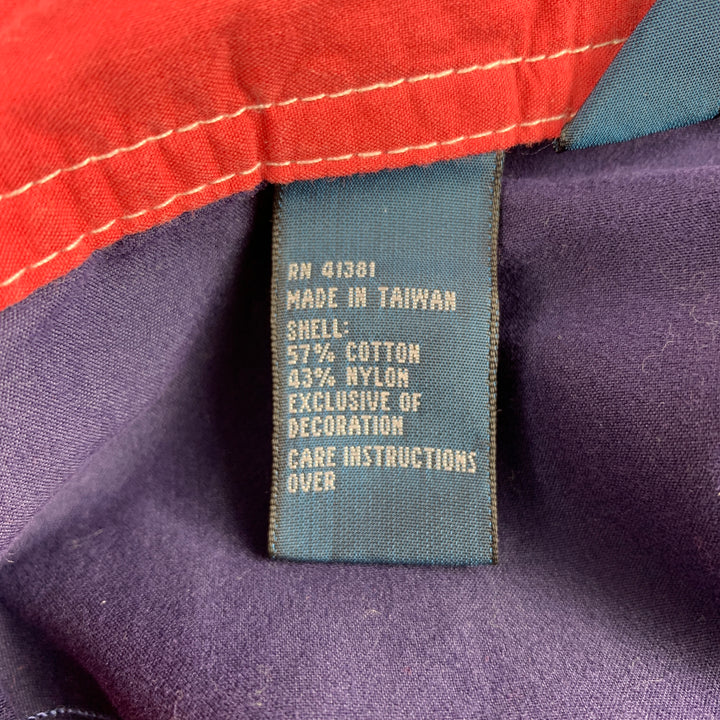 RN 41381
MADE IN TAIWAN
SHELL:
57% COTTON
43% NYLON
EXCLUSIVE OF
DECORATION
CARE INSTRUCTIONS
OVER